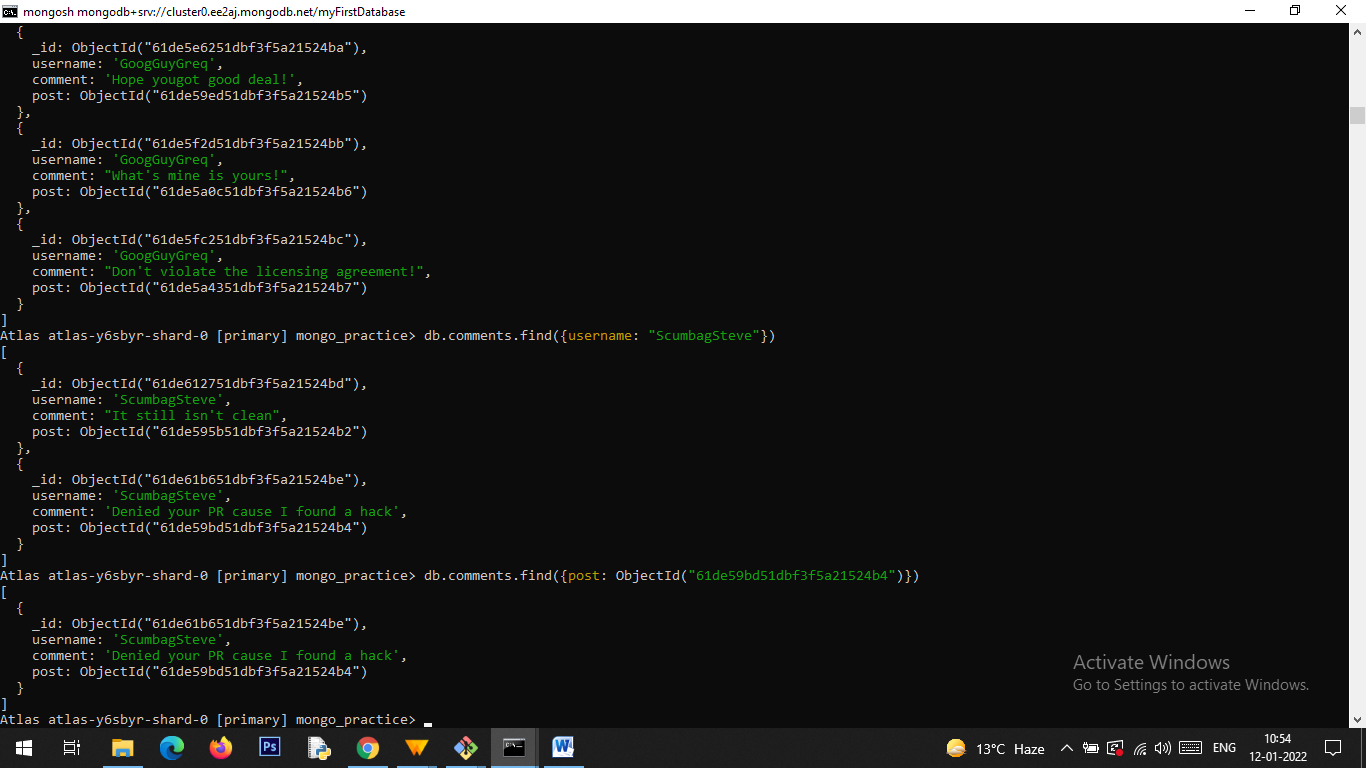 mongosh mongodb+srv://cluster0.ee2aj.mongodb.net/myFirstDatabase
{
_id: ObjectId("61de5e6251dbf3f5a21524ba"),
username: 'GoogGuyGreq',
comment: 'Hope yougot good deal!',
post: ObjectId("61de59ed51dbf3f5a21524b5")
},
{
_id: ObjectId("61de5f2d51dbf3f5a21524bb"),
username: 'GoogGuyGreq',
comment: "What's mine is yours!",
post: ObjectId("61de5a0c51dbf3f5a21524b6")
},
{
_id: ObjectId("61de5fc251dbf3f5a21524bc"),
username: 'GoogGuyGreq',
comment: "Don't violate the licensing agreement!",
post: ObjectId("61de5a4351dbf3f5a21524b7")
}
]
Atlas atlas-y6sbyr-shard-0 [primary] mongo_practice> db.comments.find({username: "ScumbagSteve"})
[
{
_id: ObjectId("61de612751dbf3f5a21524bd"),
username: 'ScumbagSteve',
comment: "It still isn't clean",
post: ObjectId("61de595b51dbf3f5a21524b2")
},
{
_id: ObjectId("61de61b651dbf3f5a21524be"),
username: 'ScumbagSteve',
comment: 'Denied your PR cause I found a hack',
post: ObjectId("61de59bd51dbf3f5a21524b4")
}
]
Atlas atlas-y6sbyr-shard-0 [primary] mongo_practice> db.comments.find({post: ObjectId("61de59bd51dbf3f5a21524b4")})
[
{
_id: ObjectId("61de61b651dbf3f5a21524be"),
username: 'ScumbagSteve',
comment: 'Denied your PR cause I found a hack',
post: ObjectId("61de59bd51dbf3f5a21524b4")
}
]
Atlas atlas-y6sbyr-shard-0 [primary] mongo_practice>
Activate Windows
Go to Settings to activate Windows.
Ps
W
13°C Haze
ENG
10:54
12-01-2022